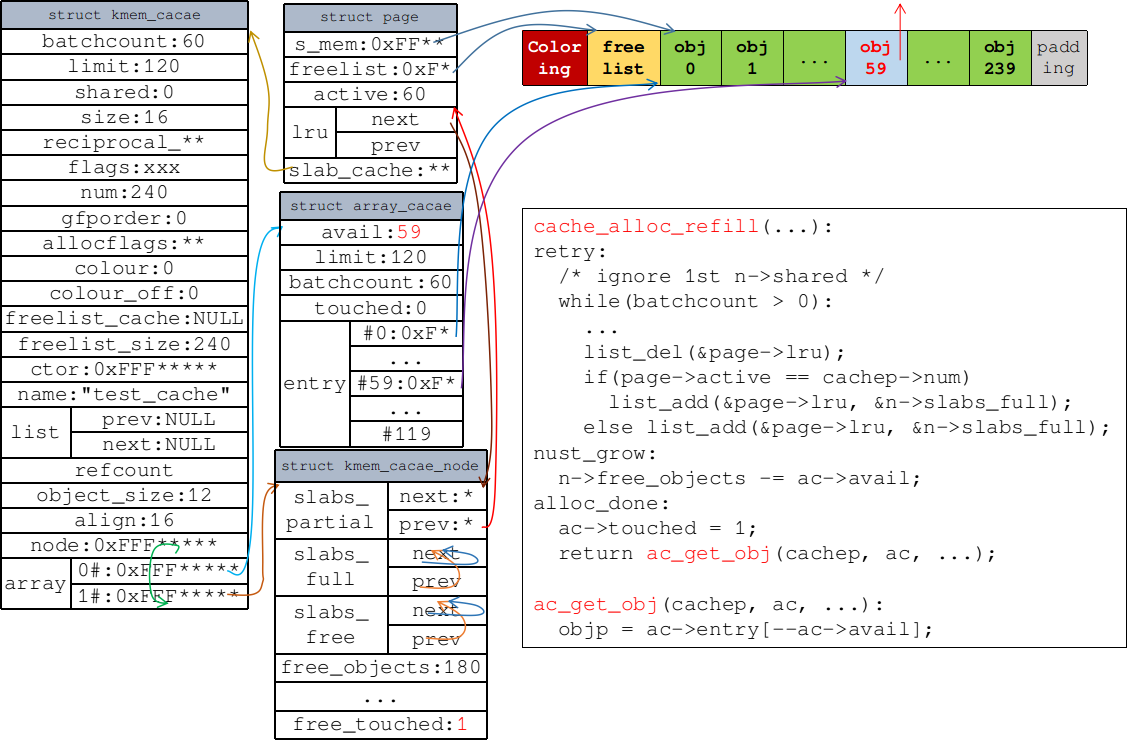 struct kmem_cacae
batchcount:60
limit:120
shared:0
size:16
reciprocal_**
flags:xxx
num:240
gfporder:0
allocflags:**
colour:0
colour_off:0
freelist_cache:NULL
freelist_size:240
ctor:0xFFF*****
name:"test_cache"
list
prev:NULL
next:NULL
refcount
object_size:12
align:16
node:0xFFF*****
array
0#:0xFFF*****
1#:0xFFF*****
struct page
s_mem:0xFF**
freelist:0xF*
active:60
lru
next
prev
slab_cache:**
struct array_cacae
avail:59
limit:120
batchcount:60
touched:0
entry
#0:0xF*
...
#59:0xF*
...
#119
struct kmem_cacae_node
slabs_
partial
next:*
prev:*
slabs_
full
next
prev
slabs_
free
next
prev
free_objects:180
...
free_touched:1
Color
ing
free
list
obj
0
obj
1
...
obj
59
...
obj
239
padd
ing
cache_alloc_refill(...):
retry:
/* ignore 1st n->shared */
while(batchcount > 0):
...
list_del(&page->lru);
if(page->active == cachep->num)
list_add(&page->lru, &n->slabs_full);
else list_add(&page->lru, &n->slabs_full);
nust_grow:
n->free_objects -= ac->avail;
alloc_done:
ac->touched = 1;
return ac_get_obj(cachep, ac, ...);
ac_get_obj(cachep, ac, ...):
objp = ac->entry[--ac->avail];